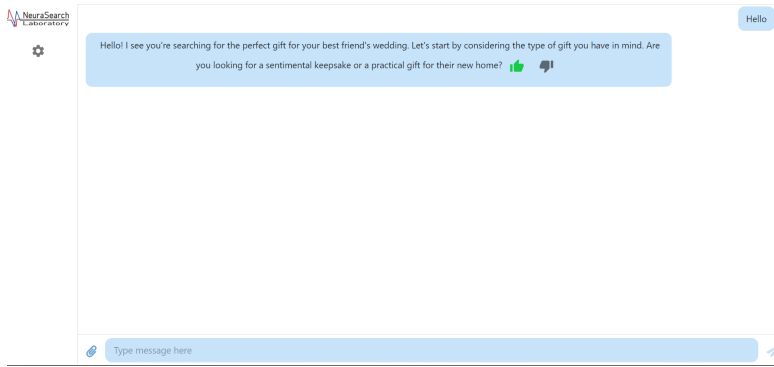 NeuraSearch
Laboratory
Hello
Hello! I see you're searching for the perfect gift for your best friend's wedding. Let's start by considering the type of gift you have in mind. Are
you looking for a sentimental keepsake or a practical gift for their new home?
Type message here